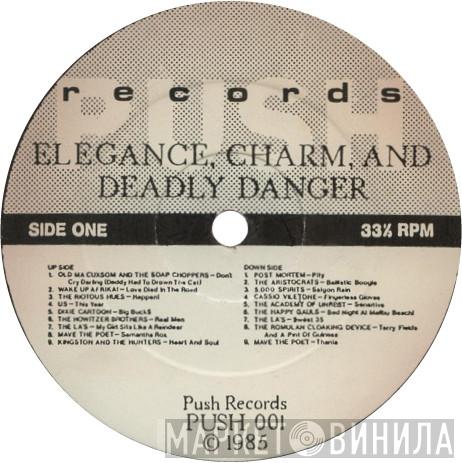 PUSH
records
ELEGANCE, CHARM, AND
DEADLY DANGER
SIDE ONE
33⅓ RPM
UP SIDE
1. OLD MA CUXSOM AND THE SOAP CHOPPERS – Don't
Cry Darling (Daddy Had To Drown The Cat)
2. WAKE UP AFRIKA! – Love Died In The Road
3. THE RIOTOUS HUES – Happen!
4. US – This Year
5. DIXIE CARTOON – Big Buck$
6. THE HOWITZER BROTHERS – Real Men
7. THE LA'S – My Girl Sits Like A Reindeer
8. MAVE THE POET – Samantha Fox
9. KINGSTON AND THE HUNTERS – Heart And Soul
DOWN SIDE
1. POST MORTEM – Pity
2. THE ARISTOCRATS – Ballistic Boogie
3. 5,000 SPIRITS – Saigon Rain
4. CASSIO VILETONE – Fingerless Gloves
5. THE ACADEMY OF UNREST – Sensitive
6. THE HAPPY GAULS – Bad Night At Malibu Beach!
7. THE LA'S – Sweet 35
8. THE ROMULAN CLOAKING DEVICE – Terry Fields
And A Pint Of Guinness
9. MAVE THE POET – Thania
Push Records
PUSH 001
© 1985
МАРКЕТ ВИНИЛА